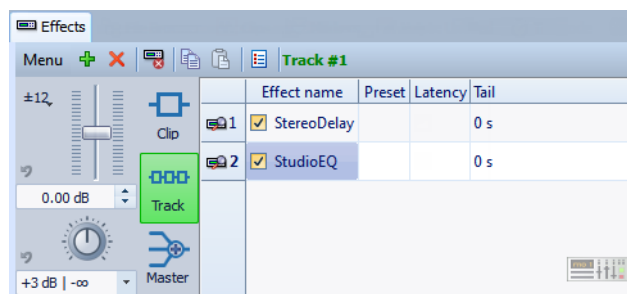 Effects
Menu Track #1
±12
Clip
Track
Master
0.00 dB
+3 dB | -∞
Effect name Preset Latency Tail
1 StereoDelay 0 s
2 StudioEQ 0 s